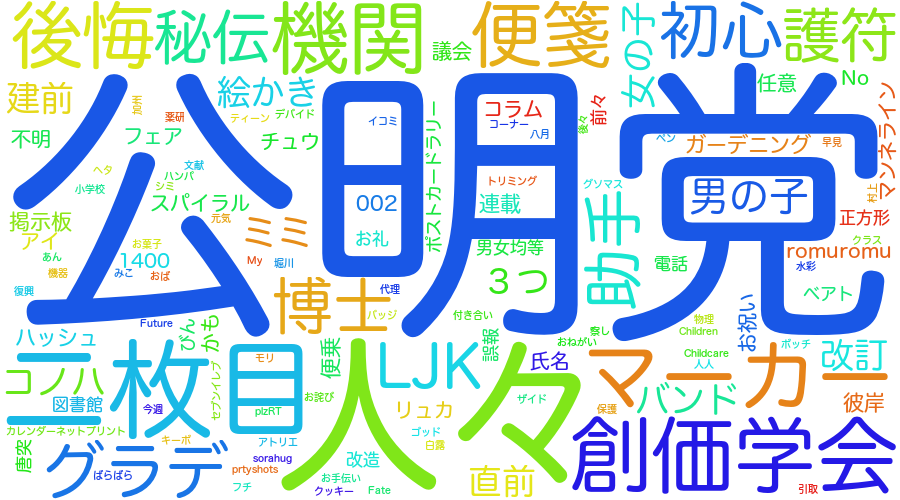 後悔
秘伝
機関
議会
便箋
女の子
初心
護符
任意
No
建前
加州
薬研
絵かき
ティーン
デバイド
不明
フェア
チュウ
公明党
イコミ
ポストカードラリー
コラム
コーナー
八月
前々
後々
ペン
ガーデニング
早見
マンネライン
ヘタ
文献
ハンパ
小学校
シミ
スパイラル
掲示板
元気
アイ
お菓子
ミミ
002
お礼
トリミング
連載
グソマス
男の子
村上
正方形
男女均等
助手
あん
1400
機器
みこ
おば
My
堀川
3つ
電話
クラス
romuromu
水彩
復興
博士
代理
バッジ
付き合い
ベアト
ハッシュ
Future
びん
かも
便乗
誤報
おねがい
察し
物理
Children
お祝い
ポッチ
三枚目
モリ
人々
LJK
氏名
マーカー
Childcare
人人
改訂
コノハ
図書館
今週
セブンイレブ
plzRT
お詫び
リュカ
ザイド
保護
バンド
彼岸
カレンダーネットプリント
キーボ
アトリエ
ゴッド
白露
唐突
グラデ
ばらばら
sorahug
prtyshots
フチ
改造
お手伝い
クッキー
Fate
直前
創価学会
引取